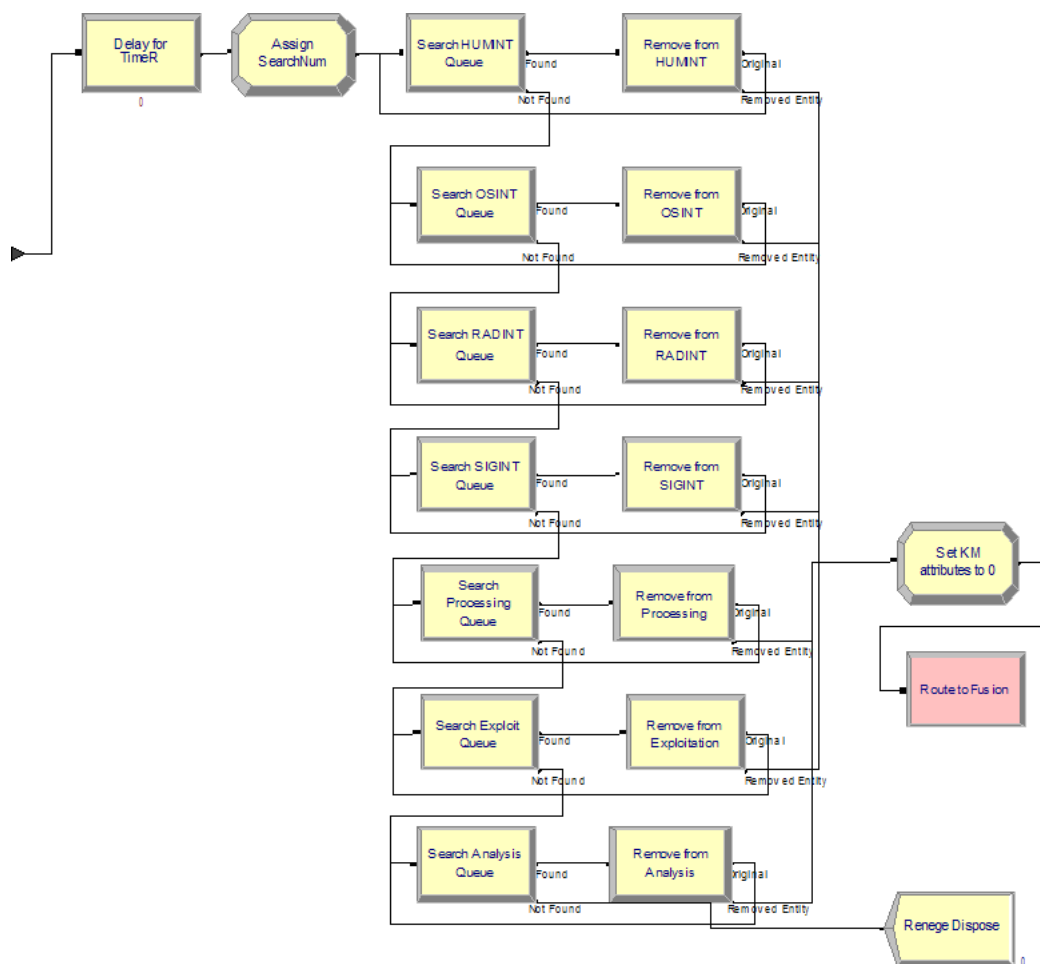 Delay for
TimeR
0
Assign
SearchNum
Search HUMINT
Queue
Found
Not Found
Remove from
HUMINT
Original
Removed Entity
Search OSINT
Queue
Found
Not Found
Remove from
OSINT
Original
Removed Entity
Search RADINT
Queue
Found
Not Found
Remove from
RADINT
Original
Removed Entity
Search SIGINT
Queue
Found
Not Found
Remove from
SIGINT
Original
Removed Entity
Set KM
attributes to 0
Search
Processing
Queue
Found
Not Found
Remove from
Processing
Original
Removed Entity
Route to Fusion
Search Exploit
Queue
Found
Not Found
Remove from
Exploitation
Original
Removed Entity
Search Analysis
Queue
Found
Not Found
Remove from
Analysis
Original
Removed Entity
Renege Dispose
0